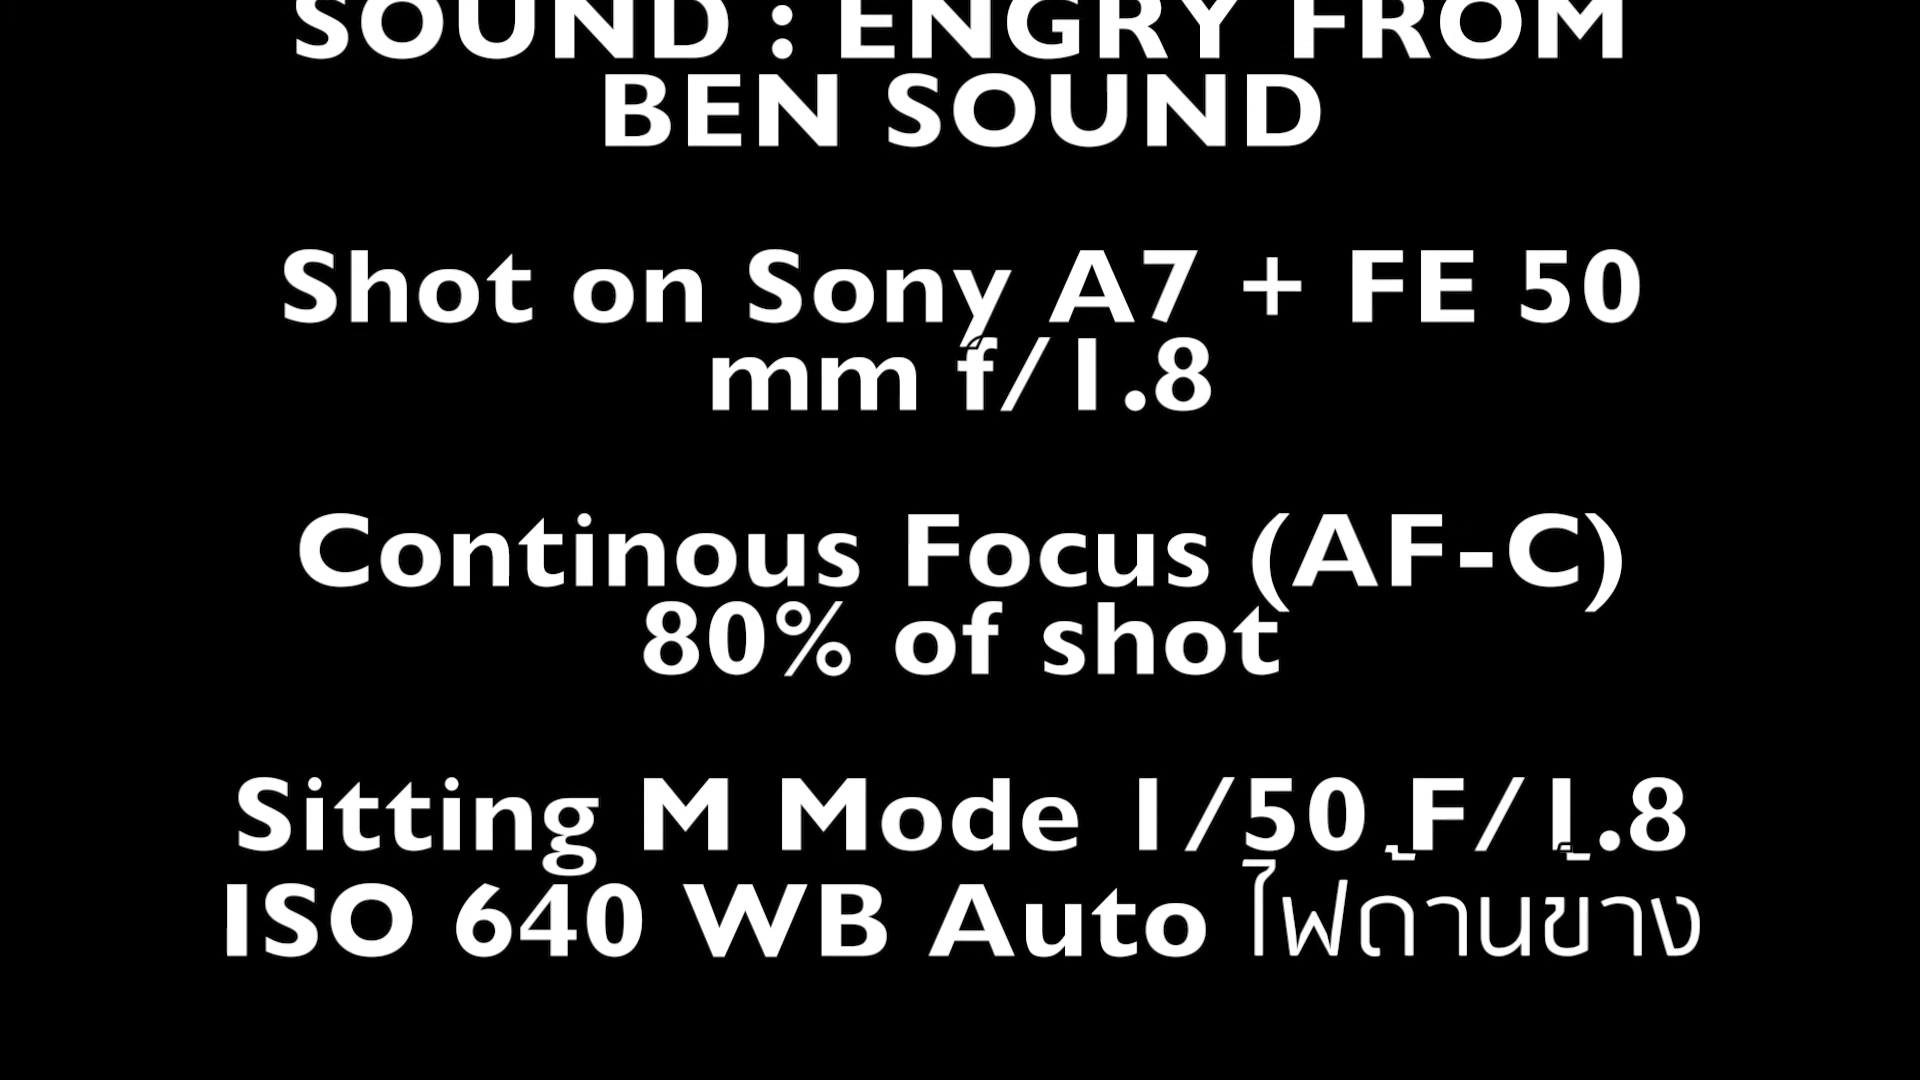 SOUND : ENGRY FROM
BEN SOUND
Shot on Sony A7 + FE 50
mm f/1.8
Continous Focus (AF-C)
80% of shot
Sitting M Mode 1/50 F/1.8
ISO 640 WB Auto ไฟด้านข้าง